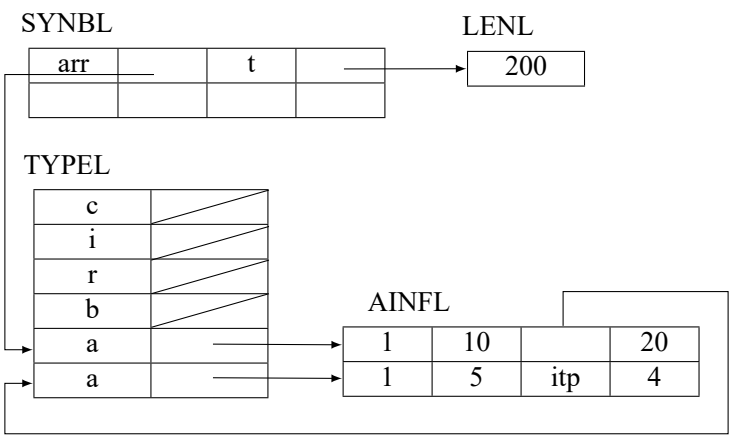 SYNBL
LENL
arr t
200
TYPEL
c
i
r
b
AINFL
a
1 10 20
a
1 5 itp 4